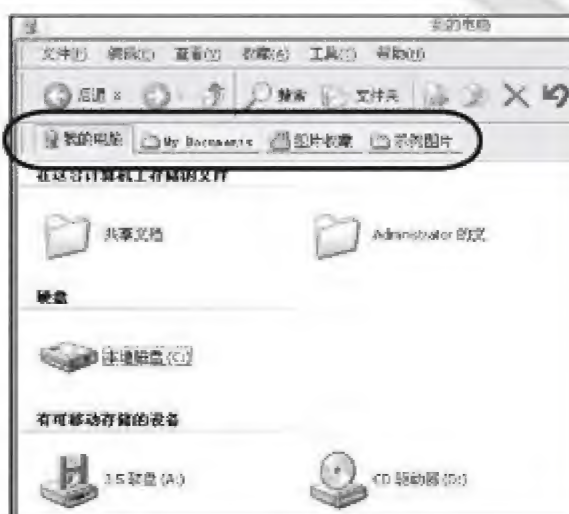 我的电脑
文件(F) 编辑(E) 查看(V) 收藏(A) 工具(T) 帮助(H)
后退 搜索 文件夹
我的电脑 My Documents 图片收藏 示例图片
在这台计算机上存储的文件
共享文档 Administrator 的文
硬盘
本地磁盘 (C:)
有可移动存储的设备
3.5 软盘 (A:) CD 驱动器 (D:)